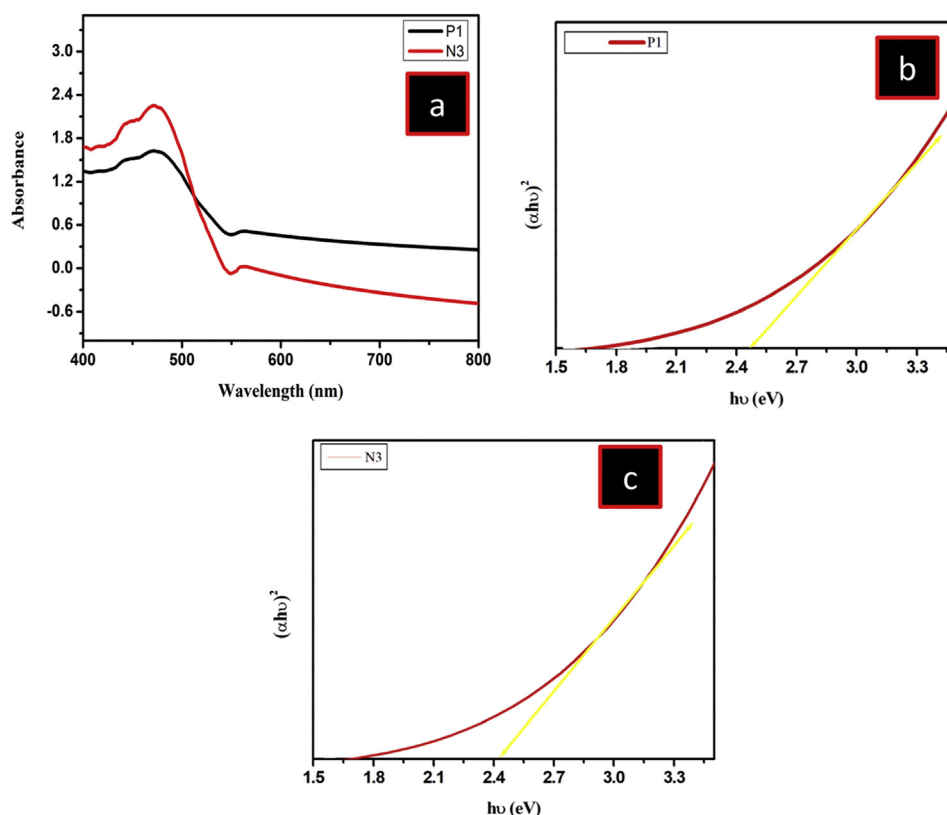 P1
N3
a
Absorbance
3.0
2.4
1.8
1.2
0.6
0.0
-0.6
400 500 600 700 800
Wavelength (nm)
P1
b
(αhυ)²
1.5 1.8 2.1 2.4 2.7 3.0 3.3
hυ (eV)
N3
c
(αhυ)²
1.5 1.8 2.1 2.4 2.7 3.0 3.3
hυ (eV)